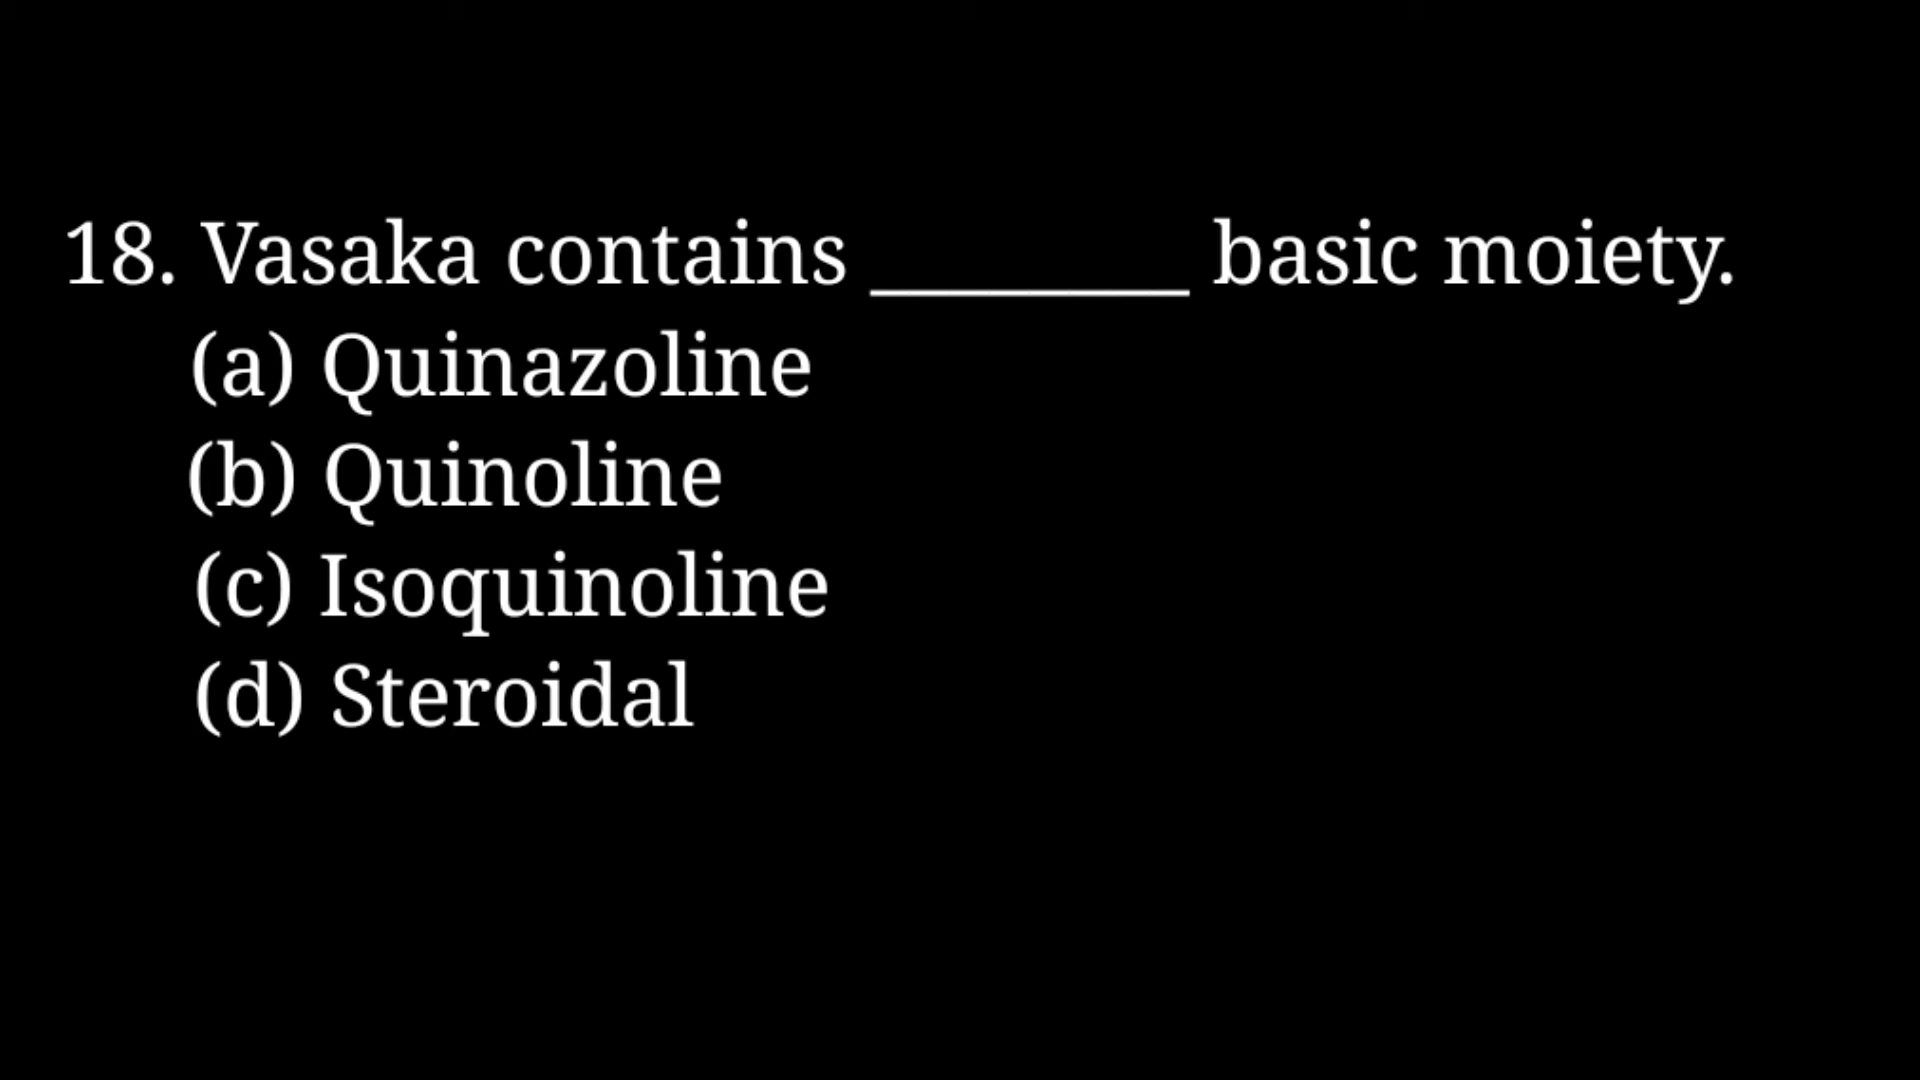 18. Vasaka contains ________ basic moiety.
(a) Quinazoline
(b) Quinoline
(c) Isoquinoline
(d) Steroidal